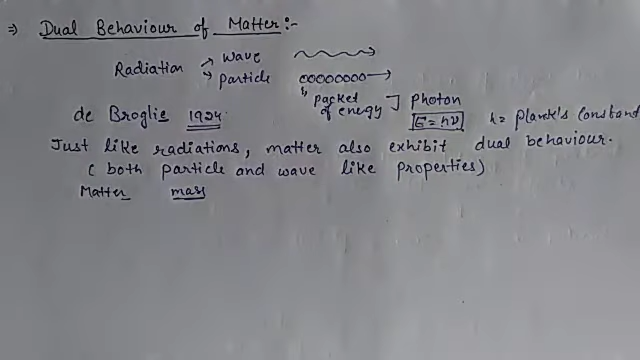 ⇒ Dual Behaviour of Matter:-
Radiation → wave
→ Particle
packet of energy ] photon
E = hν h = Plank's Constant
de Broglie 1924.
Just like radiations, matter also exhibit dual behaviour.
( both particle and wave like properties)
Matter mass